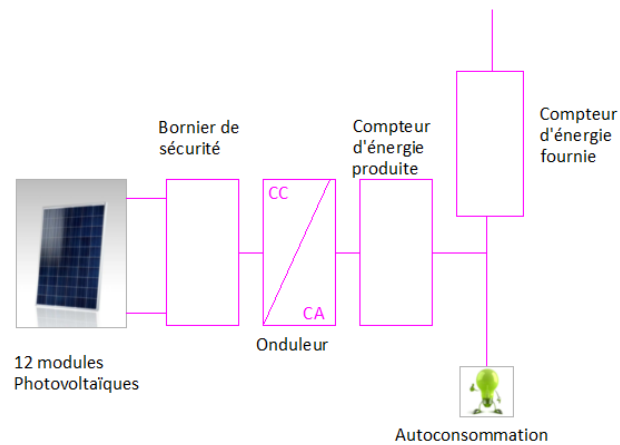 Bornier de
sécurité
Compteur
d'énergie
produite
Compteur
d'énergie
fournie
CC
CA
Onduleur
12 modules
Photovoltaïques
Autoconsommation